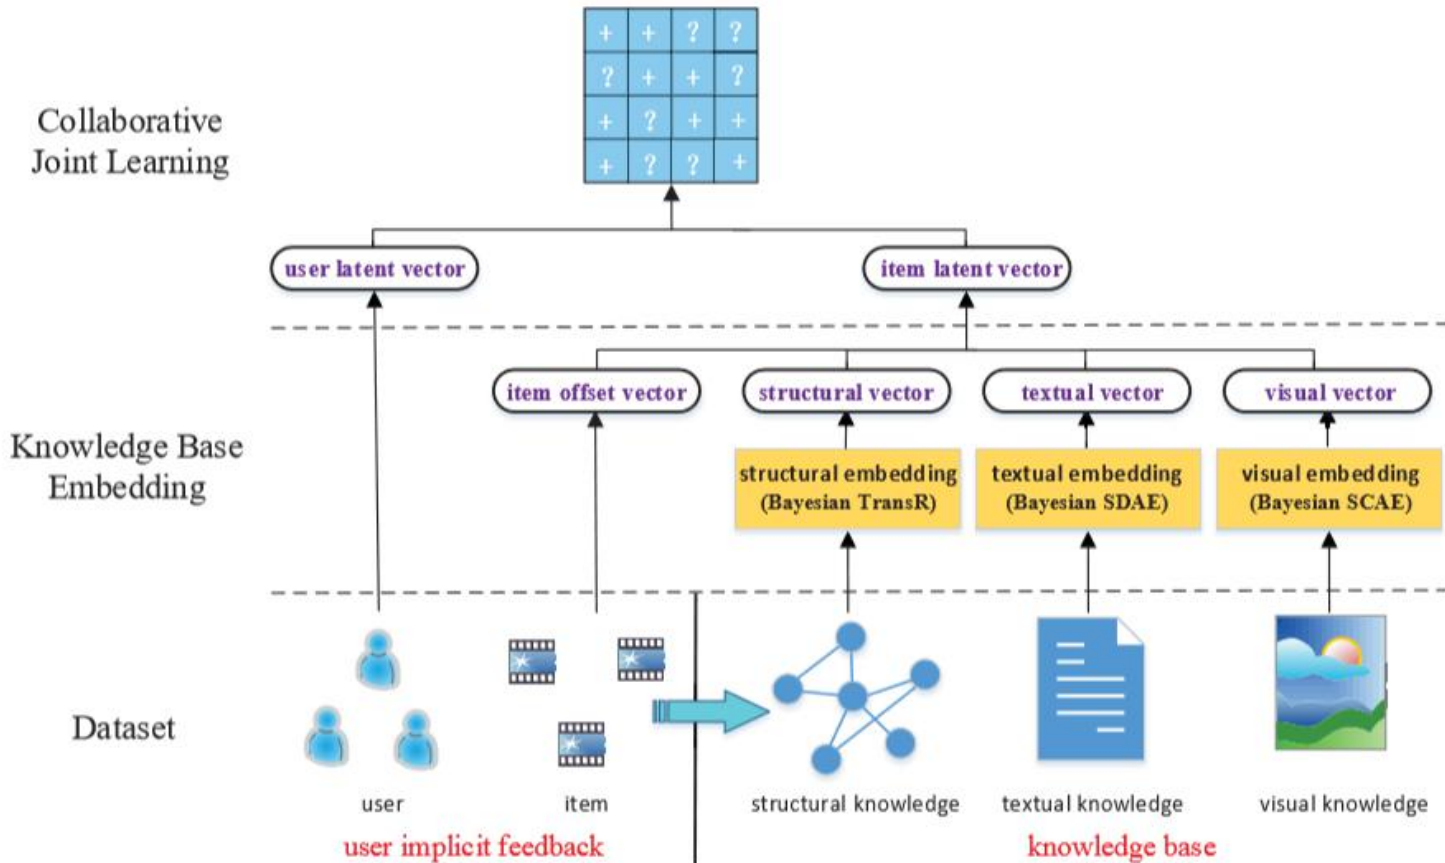 + + ? ?
? + + ?
+ ? + +
+ ? ? +
Collaborative
Joint Learning
user latent vector
item latent vector
item offset vector
structural vector
textual vector
visual vector
Knowledge Base
Embedding
structural embedding
(Bayesian TransR)
textual embedding
(Bayesian SDAE)
visual embedding
(Bayesian SCAE)
Dataset
user
item
structural knowledge
textual knowledge
visual knowledge
user implicit feedback
knowledge base